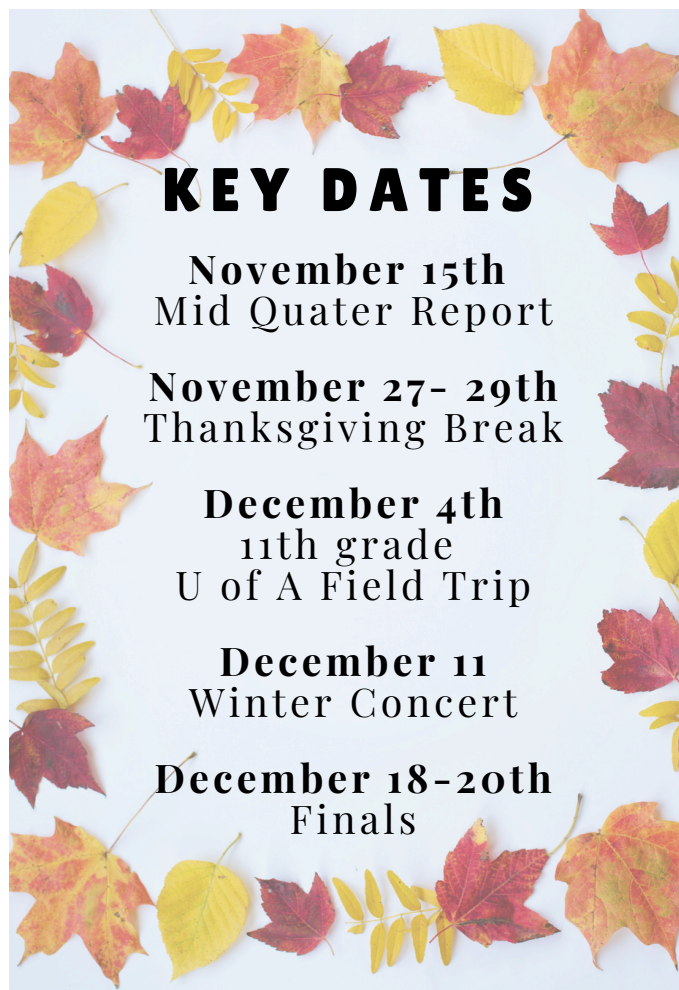 KEY DATES
November 15th
Mid Quater Report
November 27- 29th
Thanksgiving Break
December 4th
11th grade
U of A Field Trip
December 11
Winter Concert
December 18-20th
Finals